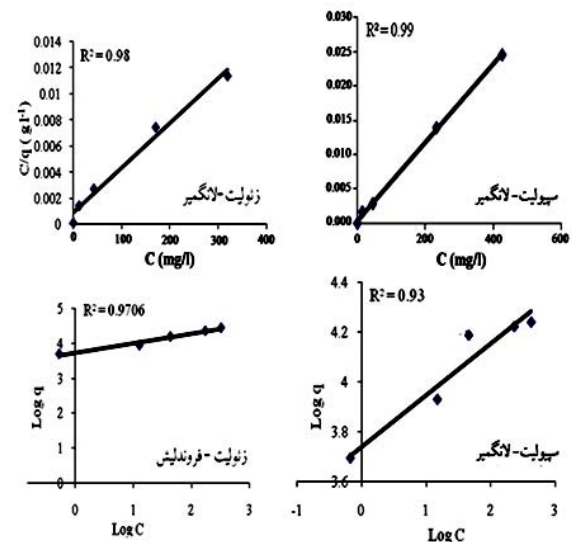 R² = 0.98
0.014
0.012
0.01
0.008
0.006
0.004
0.002
0
C/q ( g l⁻¹)
0 100 200 300 400
C (mg/l)
زئولیت-لانگمیر
R² = 0.99
0.030
0.025
0.020
0.015
0.010
0.005
0.000
0 200 400 600
C (mg/l)
سپولیت-لانگمیر
R² = 0.9706
5
4
3
2
1
0
Log q
0 1 2 3
Log C
زئولیت - فروندلیش
R² = 0.93
4.4
4.2
4
3.8
3.6
Log q
-1 0 1 2 3
Log C
سپولیت-لانگمیر